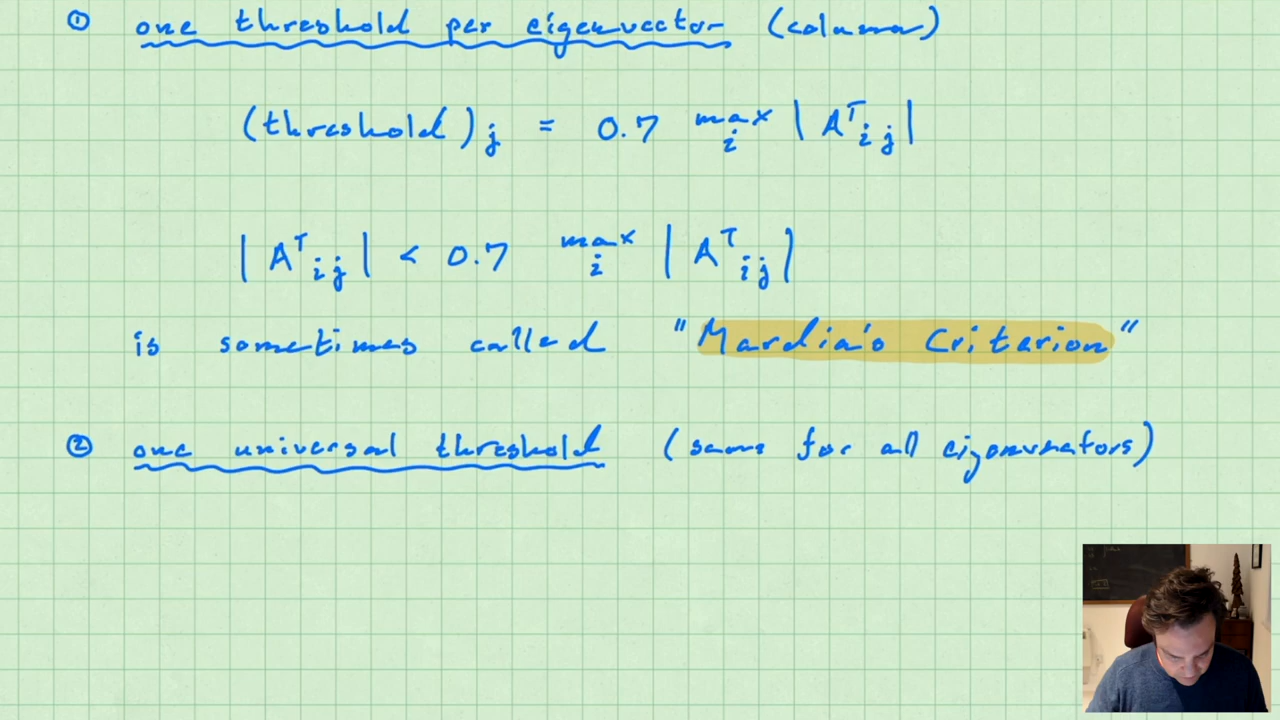 ① one threshold per eigenvector (column)
(threshold)j = 0.7 max i | Aᵀij |
| Aᵀij | < 0.7 max i | Aᵀij |
is sometimes called "Mardia's Criterion"
② one universal threshold (same for all eigenvectors)